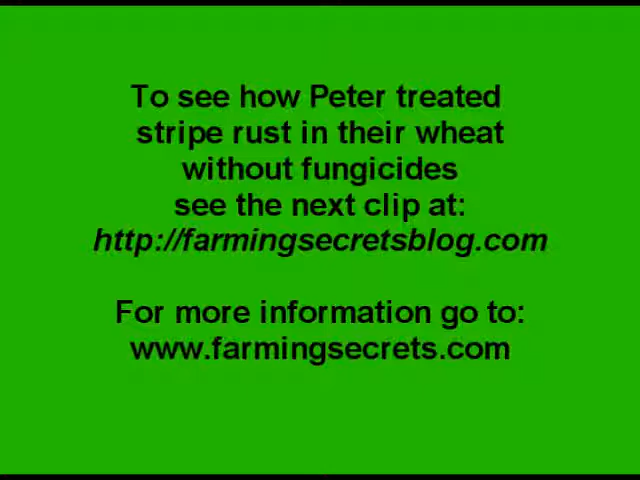 To see how Peter treated
stripe rust in their wheat
without fungicides
see the next clip at:
http://farmingsecretsblog.com
For more information go to:
www.farmingsecrets.com